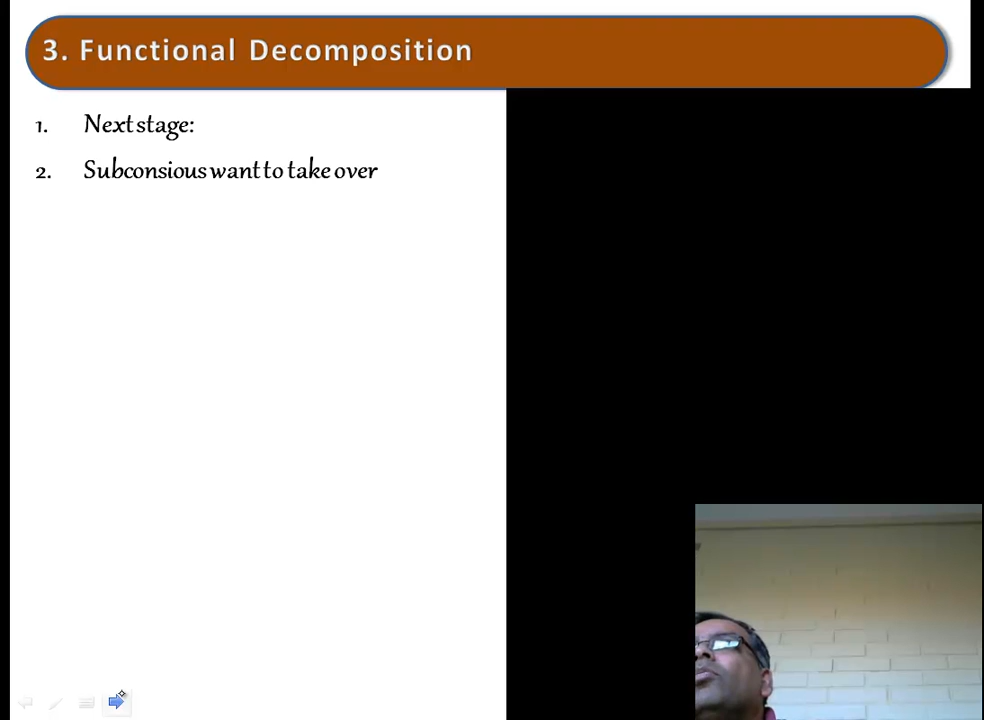 3. Functional Decomposition
1. Next stage:
2. Subconsious want to take over